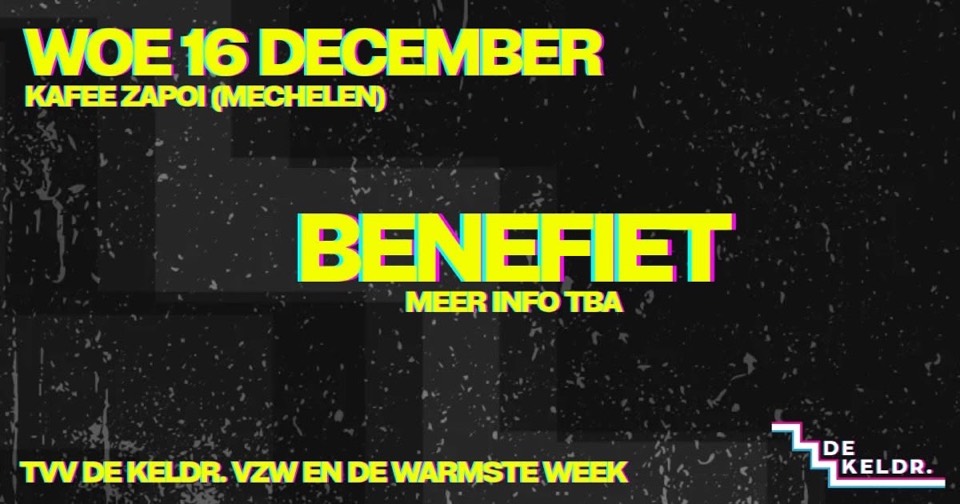 WOE 16 DECEMBER
KAFEE ZAPOI (MECHELEN)
BENEFIET
MEER INFO TBA
TVV DE KELDR. VZW EN DE WARMSTE WEEK
DE
KELDR.